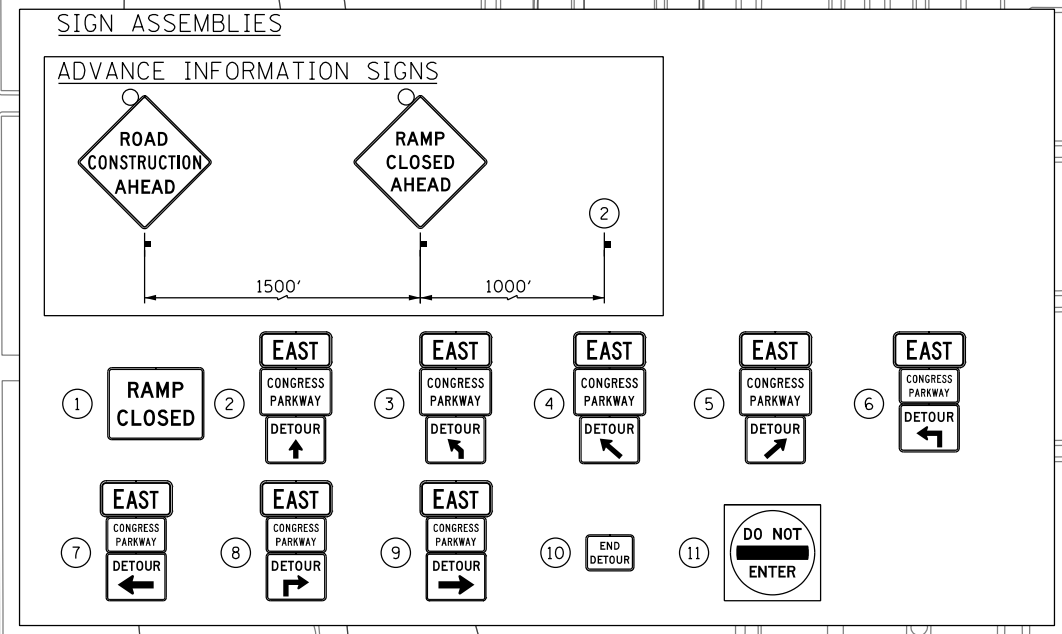 SIGN ASSEMBLIES
ADVANCE INFORMATION SIGNS
ROAD
CONSTRUCTION
AHEAD
RAMP
CLOSED
AHEAD
2
1500'
1000'
1
RAMP
CLOSED
2
EAST
CONGRESS
PARKWAY
DETOUR
3
EAST
CONGRESS
PARKWAY
DETOUR
4
EAST
CONGRESS
PARKWAY
DETOUR
5
EAST
CONGRESS
PARKWAY
DETOUR
6
EAST
CONGRESS
PARKWAY
DETOUR
7
EAST
CONGRESS
PARKWAY
DETOUR
8
EAST
CONGRESS
PARKWAY
DETOUR
9
EAST
CONGRESS
PARKWAY
DETOUR
10
END
DETOUR
11
DO NOT
ENTER